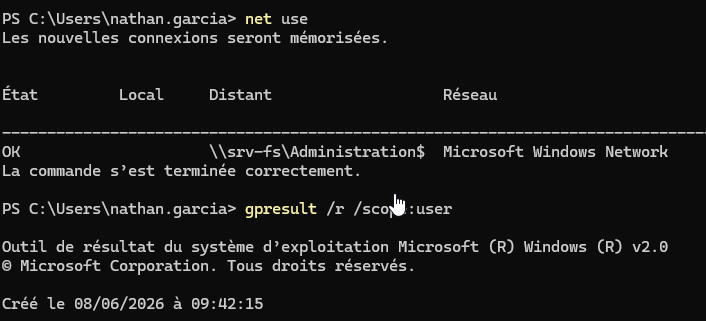 PS C:\Users\nathan.garcia> net use
Les nouvelles connexions seront mémorisées.
État Local Distant Réseau
-------------------------------------------------------------------------------
OK \\srv-fs\Administration$ Microsoft Windows Network
La commande s’est terminée correctement.
PS C:\Users\nathan.garcia> gpresult /r /scope:user
Outil de résultat du système d’exploitation Microsoft (R) Windows (R) v2.0
© Microsoft Corporation. Tous droits réservés.
Créé le 08/06/2026 à 09:42:15